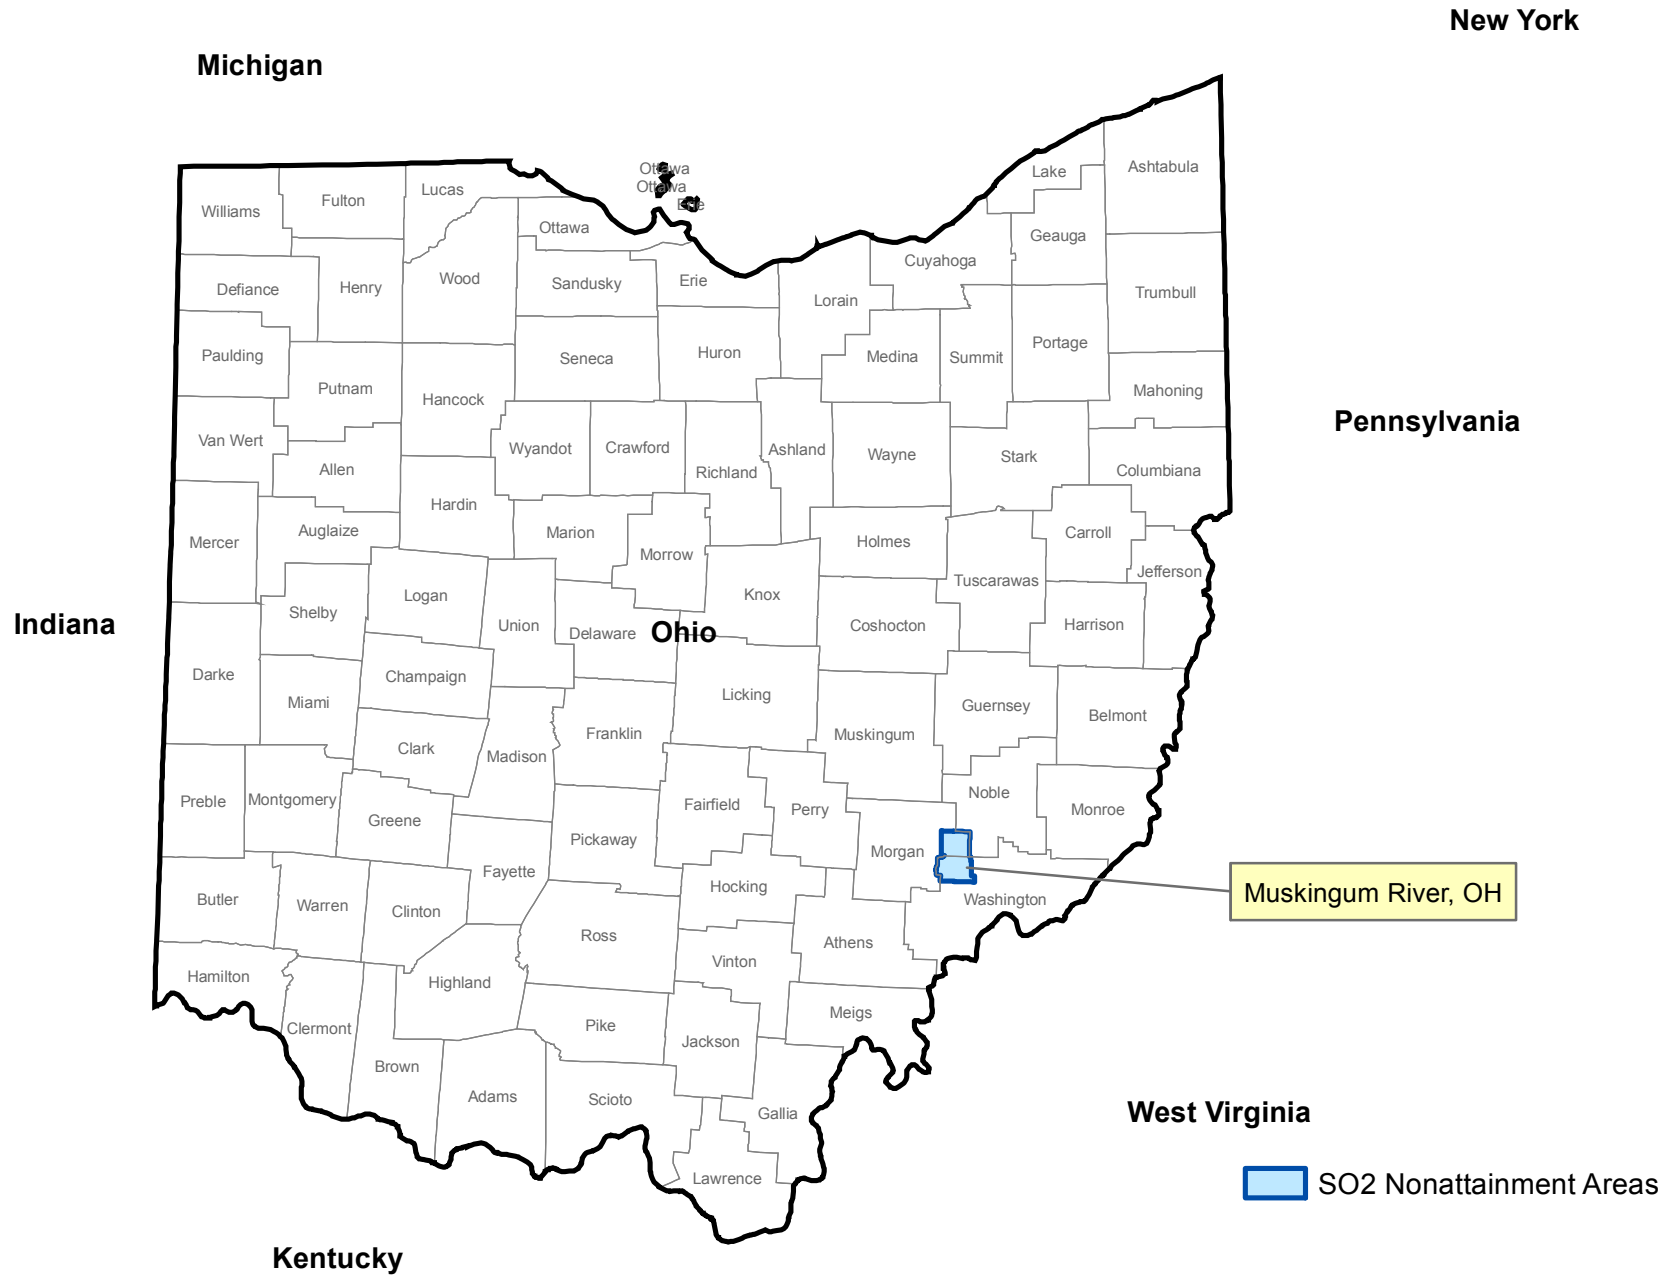 New York
Michigan
Ottawa
Ottawa
Erie
Lake
Ashtabula
Williams
Fulton
Lucas
Ottawa
Geauga
Cuyahoga
Defiance
Henry
Wood
Sandusky
Erie
Lorain
Trumbull
Paulding
Putnam
Hancock
Seneca
Huron
Medina
Summit
Portage
Mahoning
Pennsylvania
Van Wert
Allen
Wyandot
Crawford
Richland
Ashland
Wayne
Stark
Columbiana
Mercer
Auglaize
Hardin
Marion
Morrow
Holmes
Carroll
Jefferson
Indiana
Shelby
Logan
Union
Delaware
Ohio
Knox
Coshocton
Tuscarawas
Harrison
Darke
Miami
Champaign
Licking
Guernsey
Belmont
Clark
Madison
Franklin
Muskingum
Preble
Montgomery
Greene
Fairfield
Perry
Noble
Monroe
Pickaway
Morgan
Fayette
Hocking
Muskingum River, OH
Butler
Warren
Clinton
Washington
Ross
Athens
Hamilton
Highland
Vinton
Clermont
Pike
Jackson
Meigs
Brown
Adams
Scioto
Gallia
West Virginia
Lawrence
SO2 Nonattainment Areas
Kentucky